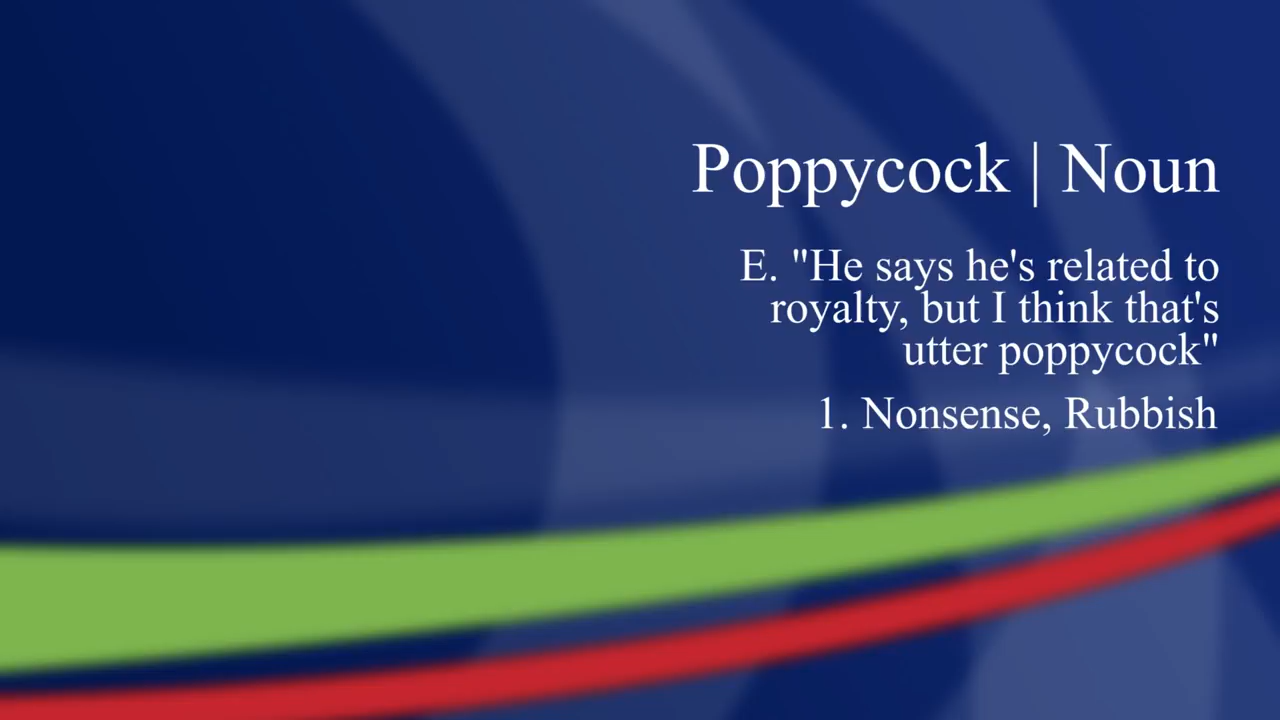 Poppycock | Noun
E. "He says he's related to
royalty, but I think that's
utter poppycock"
1. Nonsense, Rubbish